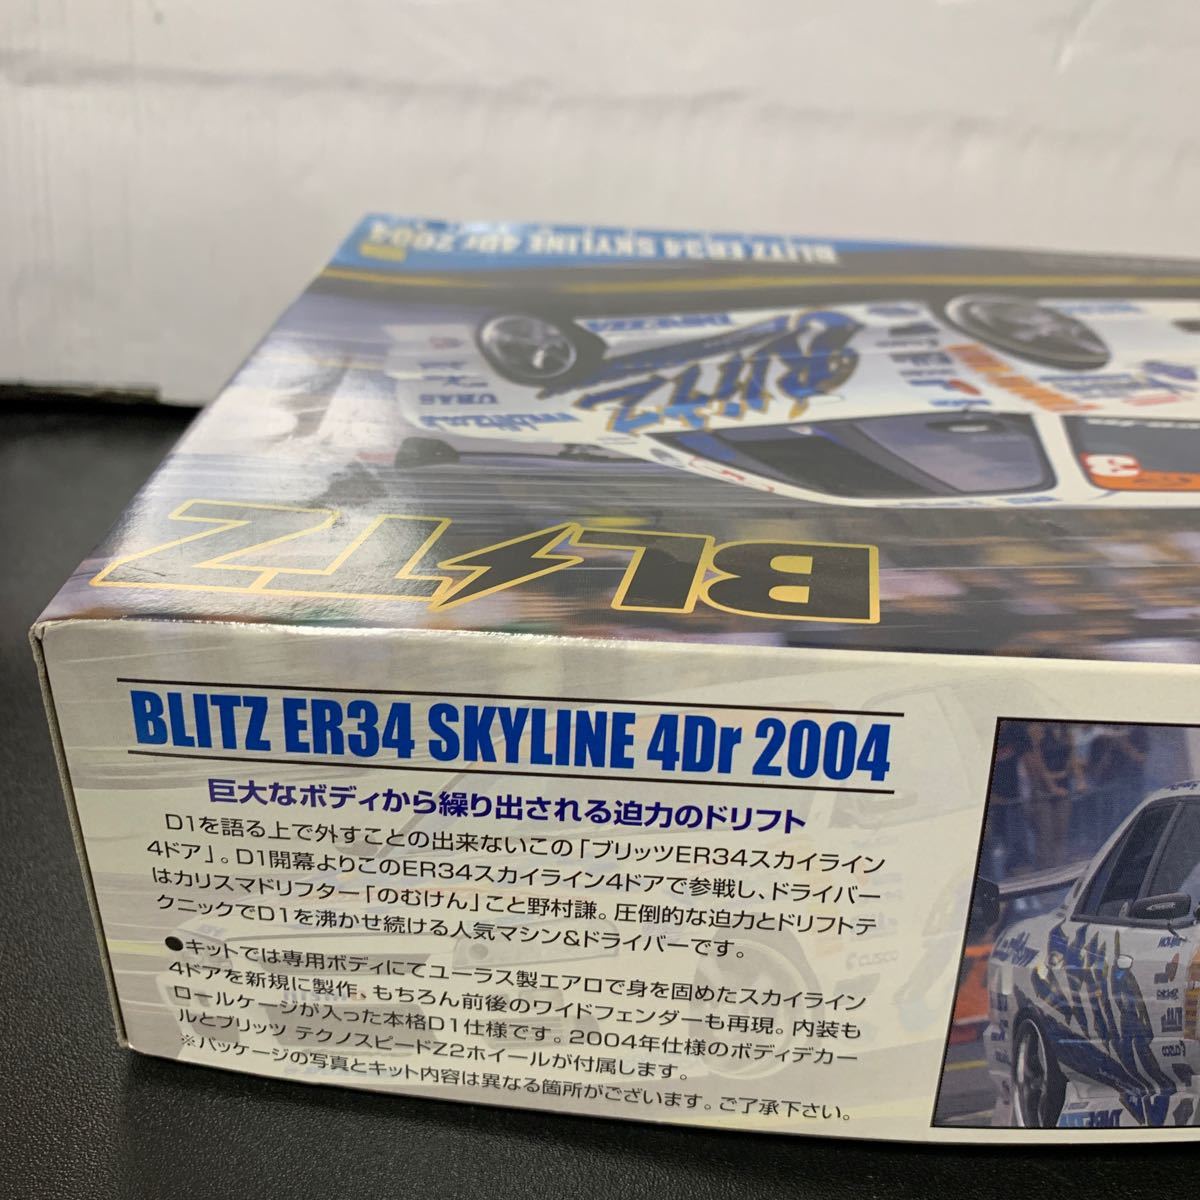 BLITZ ER34 SKYLINE 4Dr 2004
BLITZ
URAS
BLITZ
BLITZ ER34 SKYLINE 4Dr 2004
巨大なボディから繰り出される迫力のドリフト
D1を語る上で外すことの出来ないこの「ブリッツER34スカイライン
4ドア」。D1開幕よりこのER34スカイライン4ドアで参戦し、ドライバー
はカリスマドリフター「のむけん」こと野村謙。圧倒的な迫力とドリフトテ
クニックでD1を沸かせ続ける人気マシン&ドライバーです。
●キットでは専用ボディにてユーラス製エアロで身を固めたスカイライン
4ドアを新規に製作。もちろん前後のワイドフェンダーも再現。内装も
ロールケージが入った本格D1仕様です。2004年仕様のボディデカー
ルとブリッツ テクノスピードZ2ホイールが付属します。
※パッケージの写真とキット内容は異なる箇所がございます。ご了承下さい。
CUSCO